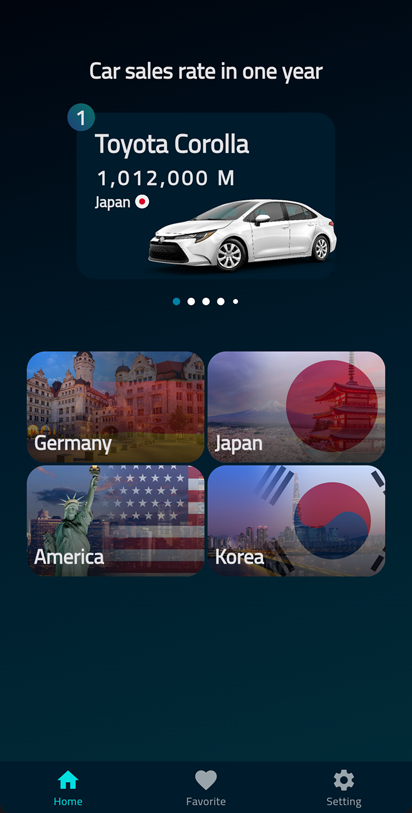 Car sales rate in one year
1
Toyota Corolla
1,012,000 M
Japan
Germany
Japan
America
Korea
Home
Favorite
Setting